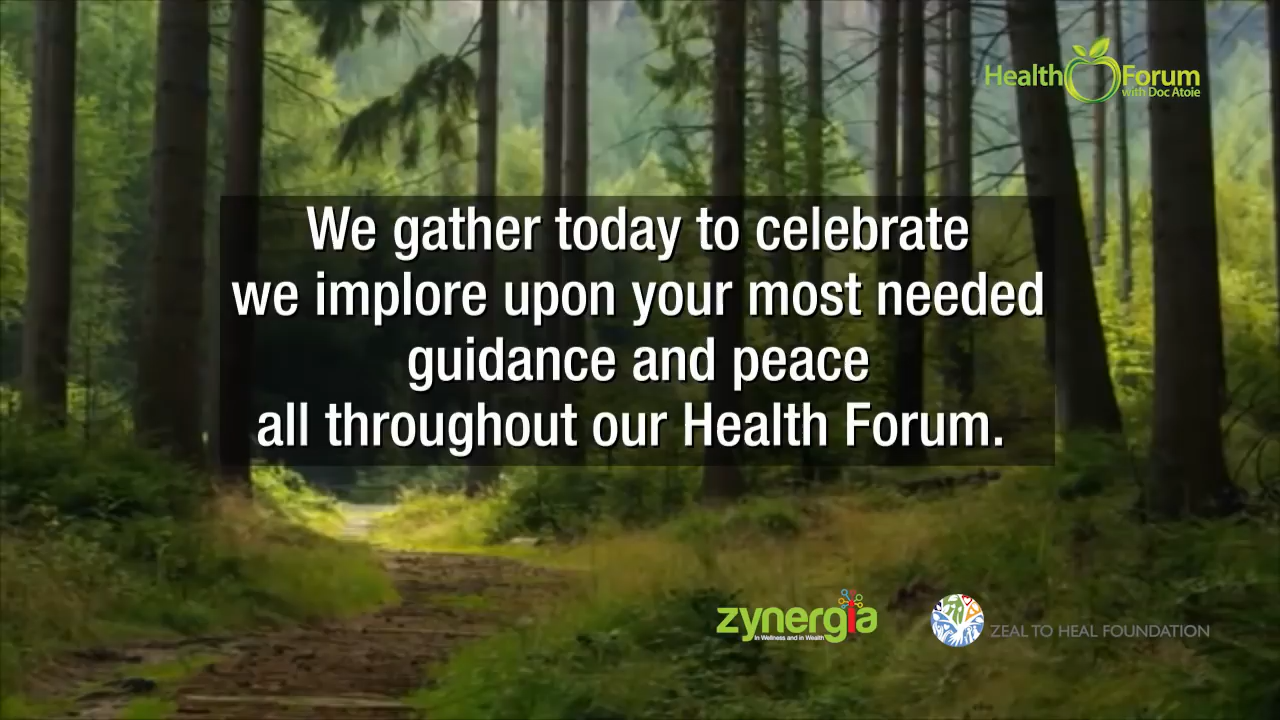 Health Forum
with Doc Atoie
We gather today to celebrate
we implore upon your most needed
guidance and peace
all throughout our Health Forum.
zynergia
In Wellness and in Wealth
ZEAL TO HEAL FOUNDATION